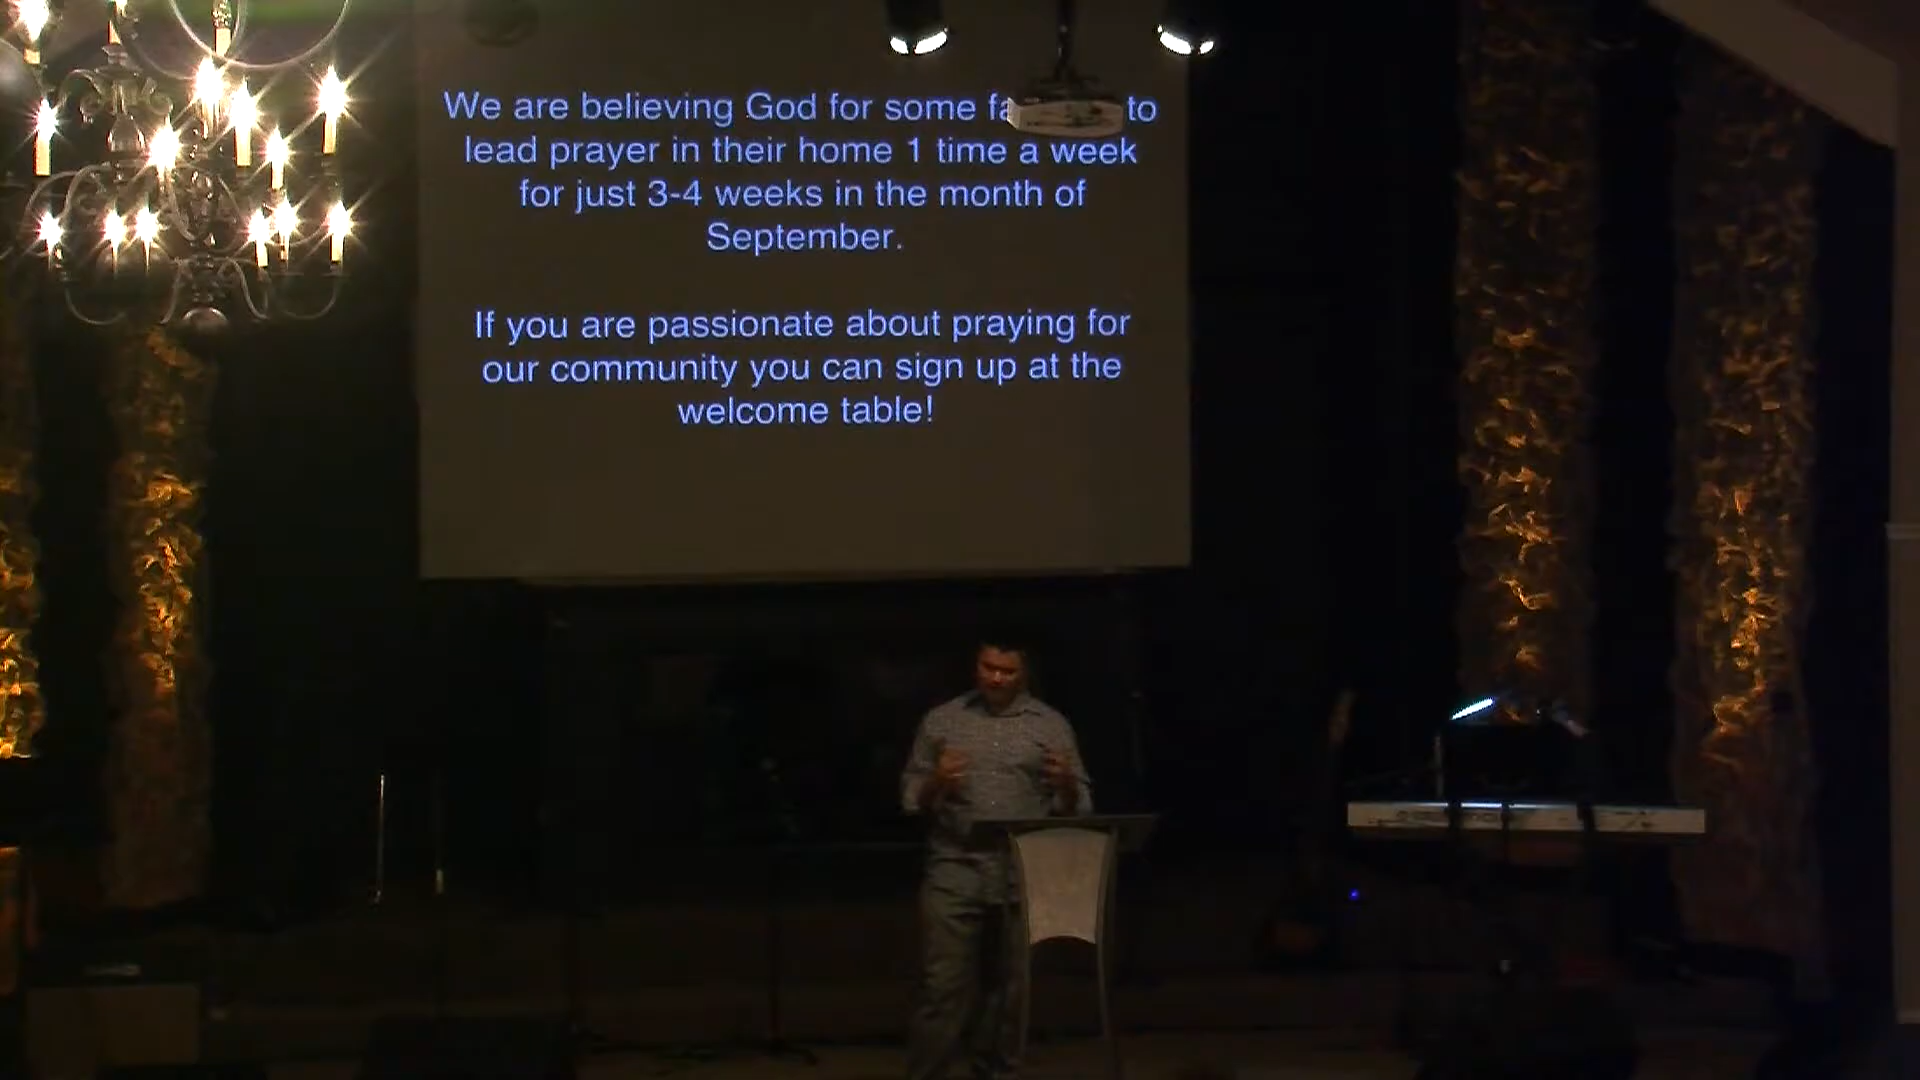 We are believing God for some to
lead prayer in their home 1 time a week
for just 3-4 weeks in the month of
September.
If you are passionate about praying for
our community you can sign up at the
welcome table!